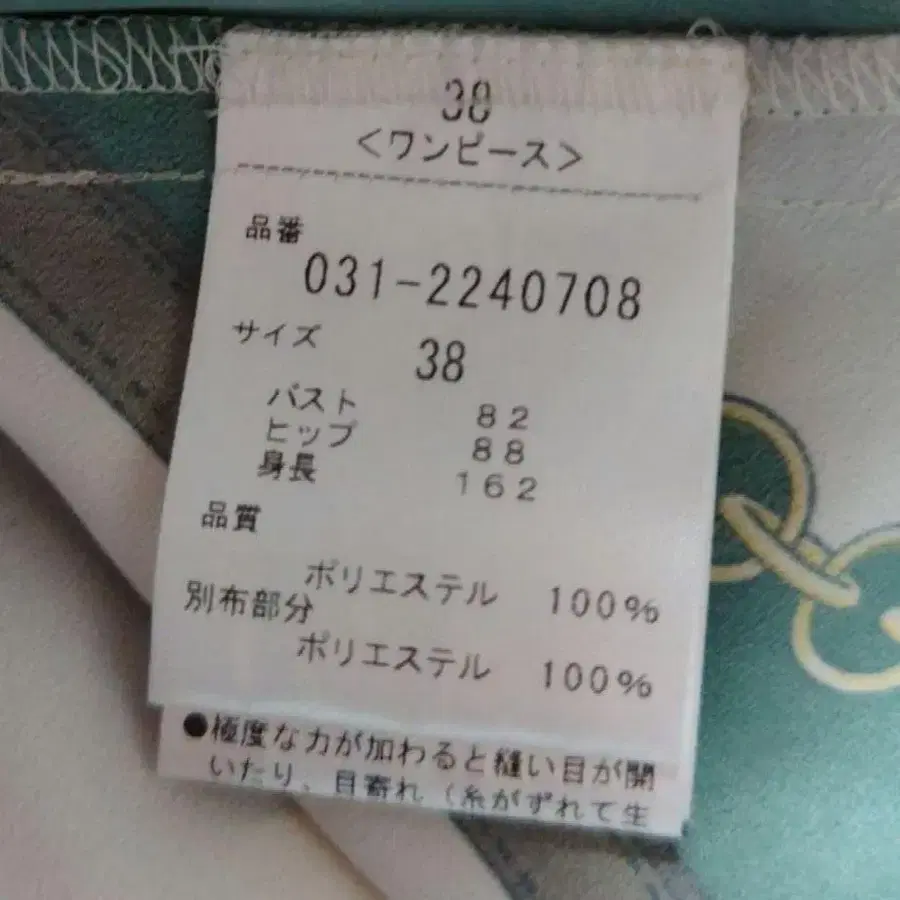 38
<ワンピース>
品番
031-2240708
サイズ 38
バスト 82
ヒップ 88
身長 162
品質
ポリエステル 100%
別布部分
ポリエステル 100%
●極度な力が加わると縫い目が開
いたり、目寄れ（糸がずれて生